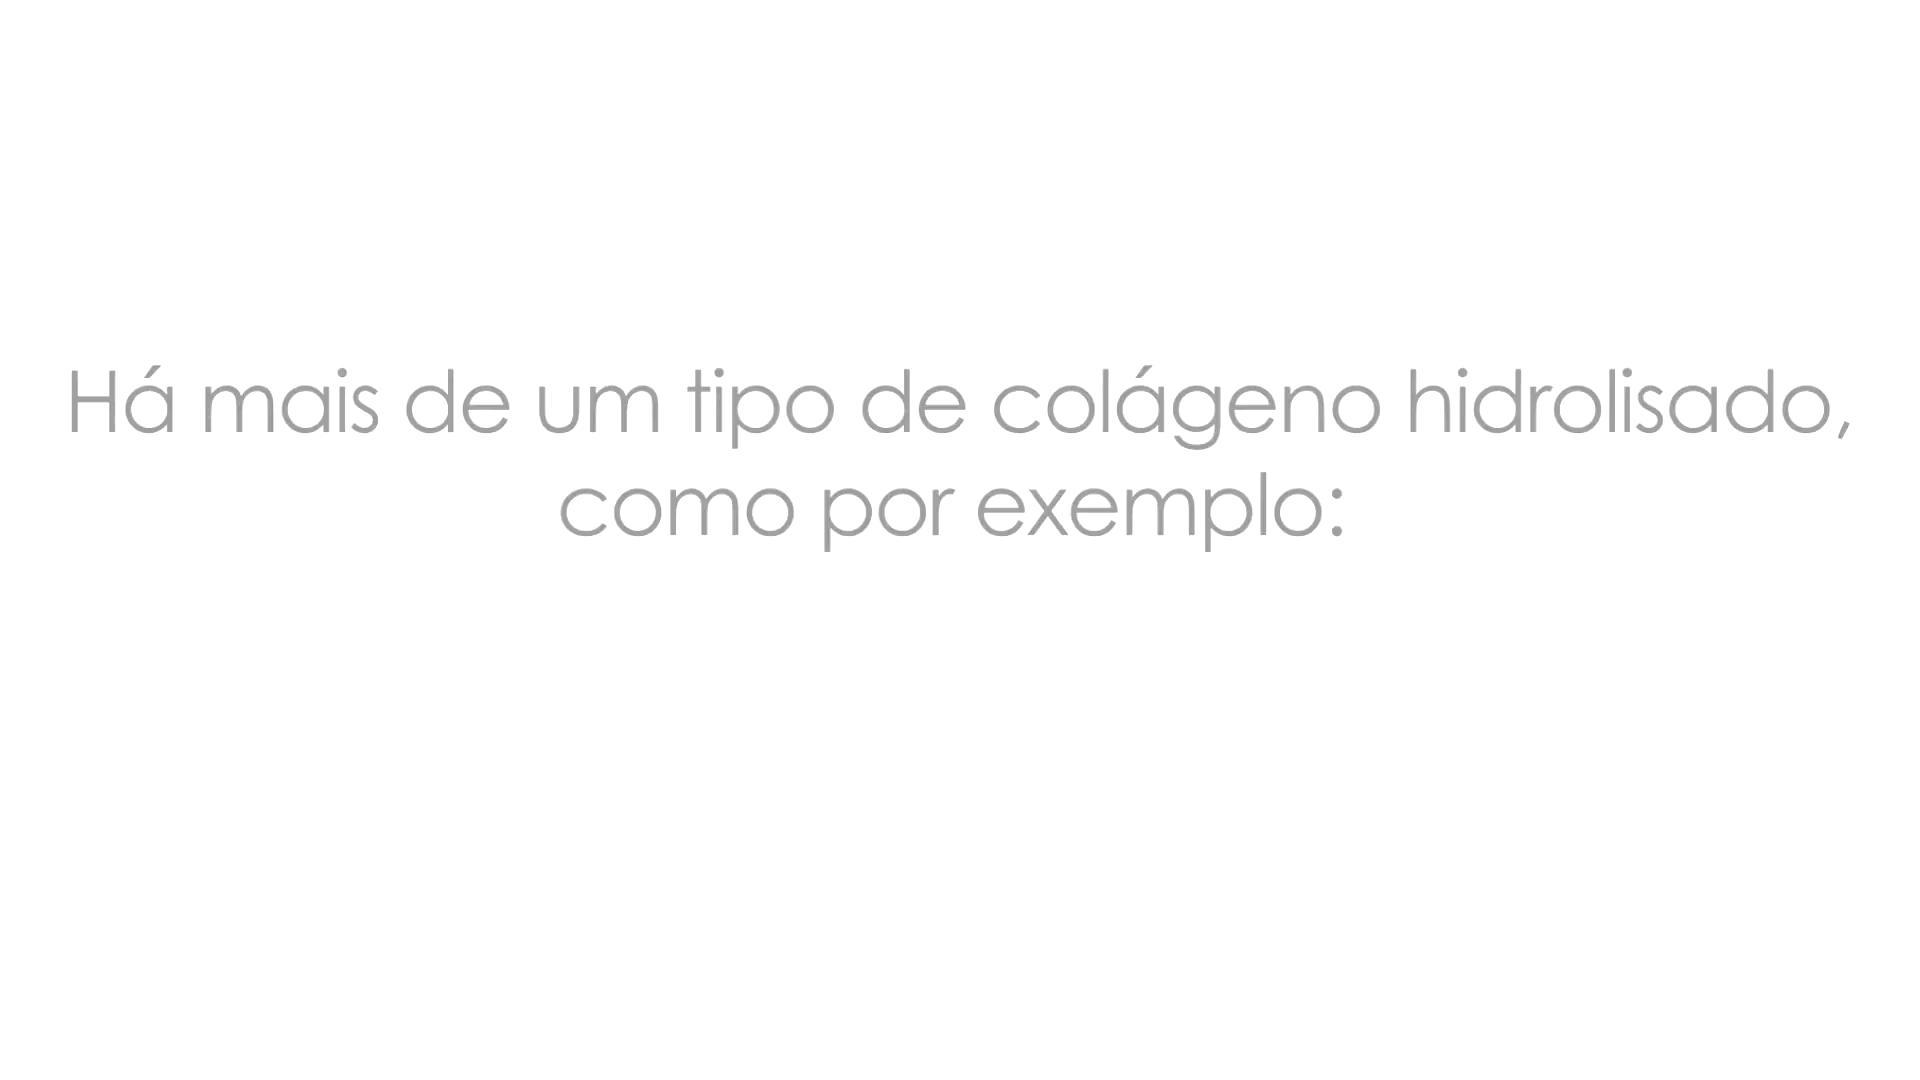 Há mais de um tipo de colágeno hidrolisado,
como por exemplo: